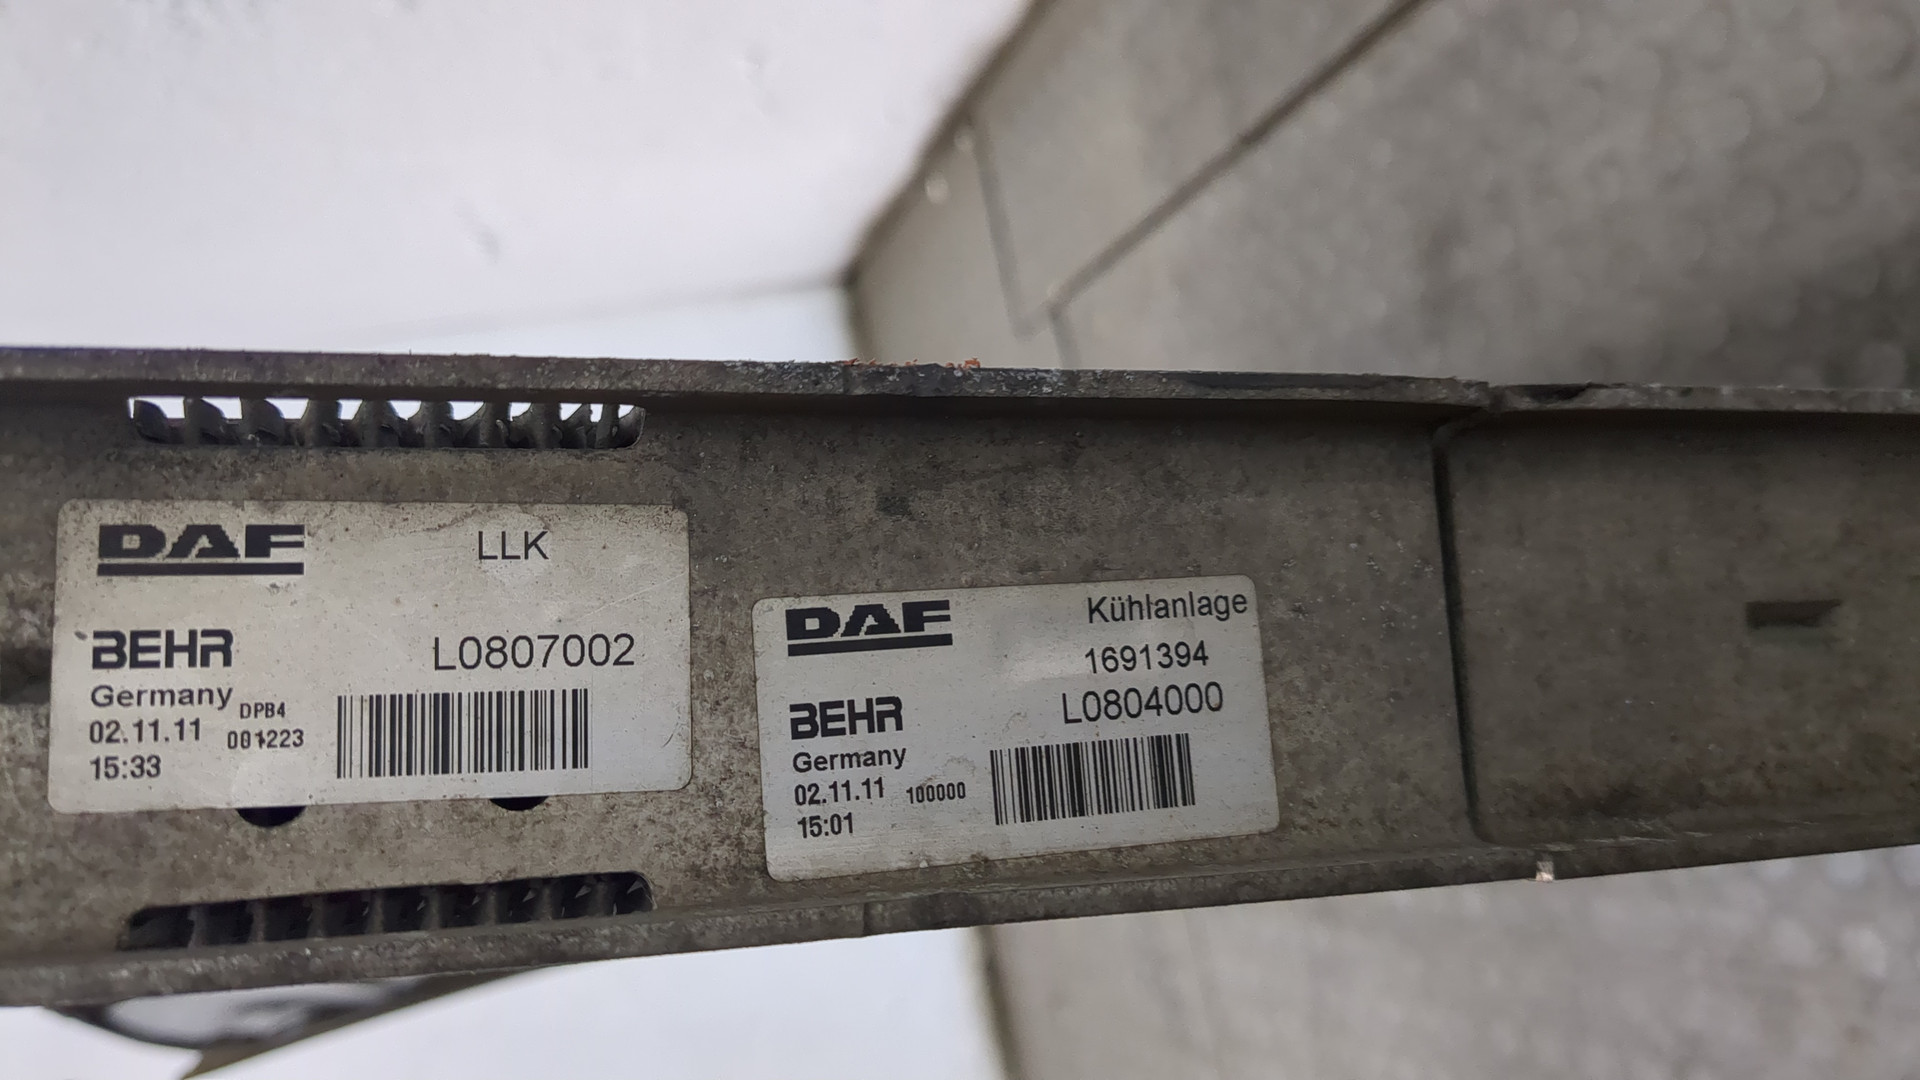 DAF LLK
BEHR L0807002
Germany DPB4
02.11.11 001223
15:33
DAF Kühlanlage
1691394
BEHR L0804000
Germany
02.11.11 100000
15:01